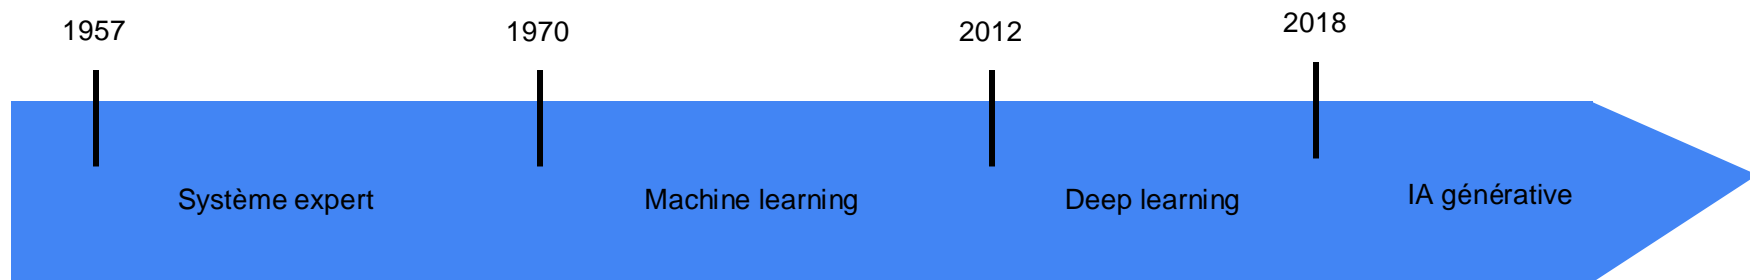 1957
1970
2012
2018
Système expert
Machine learning
Deep learning
IA générative